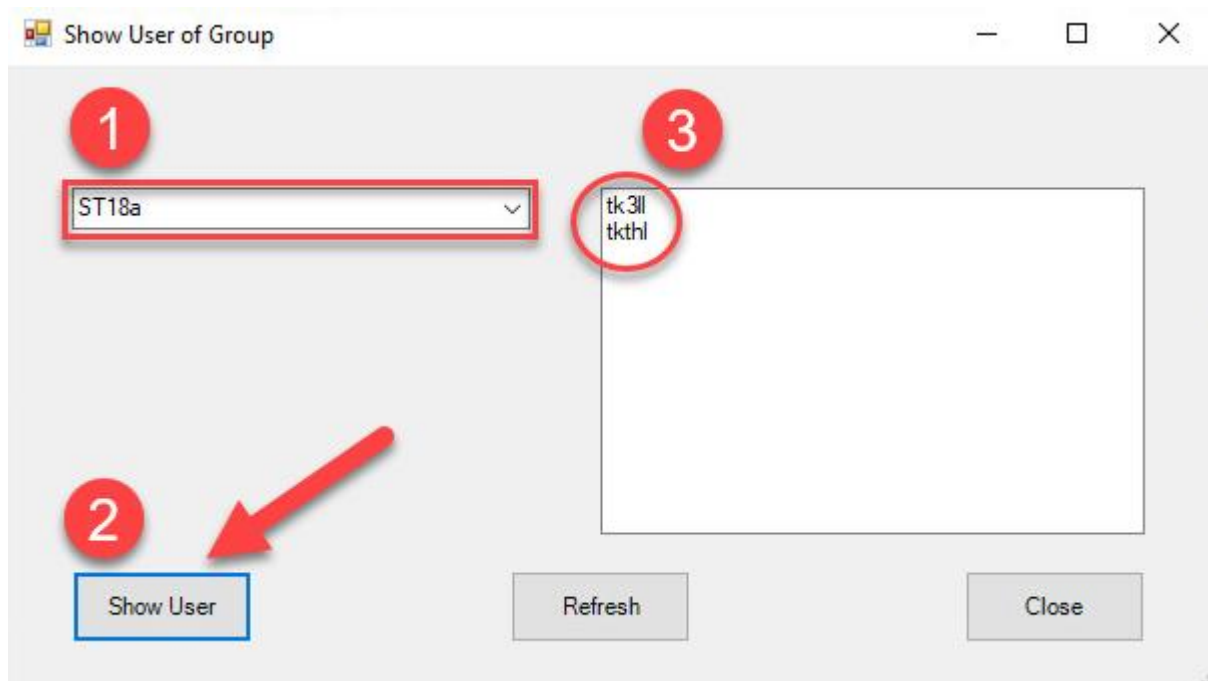 Show User of Group
1
3
ST18a
tk3ll
tkthl
2
Show User
Refresh
Close